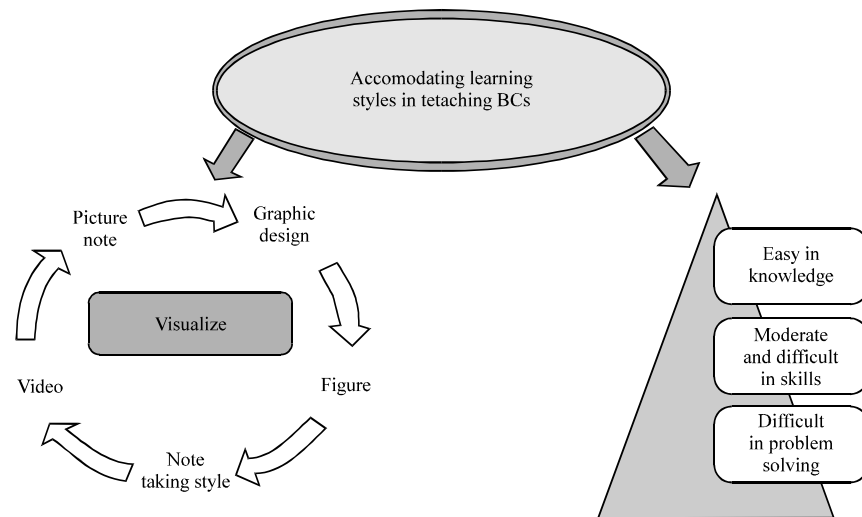 Accomodating learning
styles in tetaching BCs
Picture
note
Graphic
design
Visualize
Video
Figure
Note
taking style
Easy in
knowledge
Moderate
and difficult
in skills
Difficult
in problem
solving